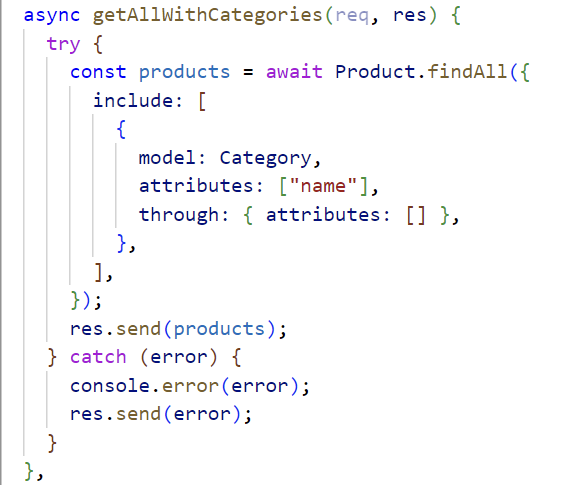 async getAllWithCategories(req, res) {
  try {
    const products = await Product.findAll({
      include: [
        {
          model: Category,
          attributes: ["name"],
          through: { attributes: [] },
        },
      ],
    });
    res.send(products);
  } catch (error) {
    console.error(error);
    res.send(error);
  }
},